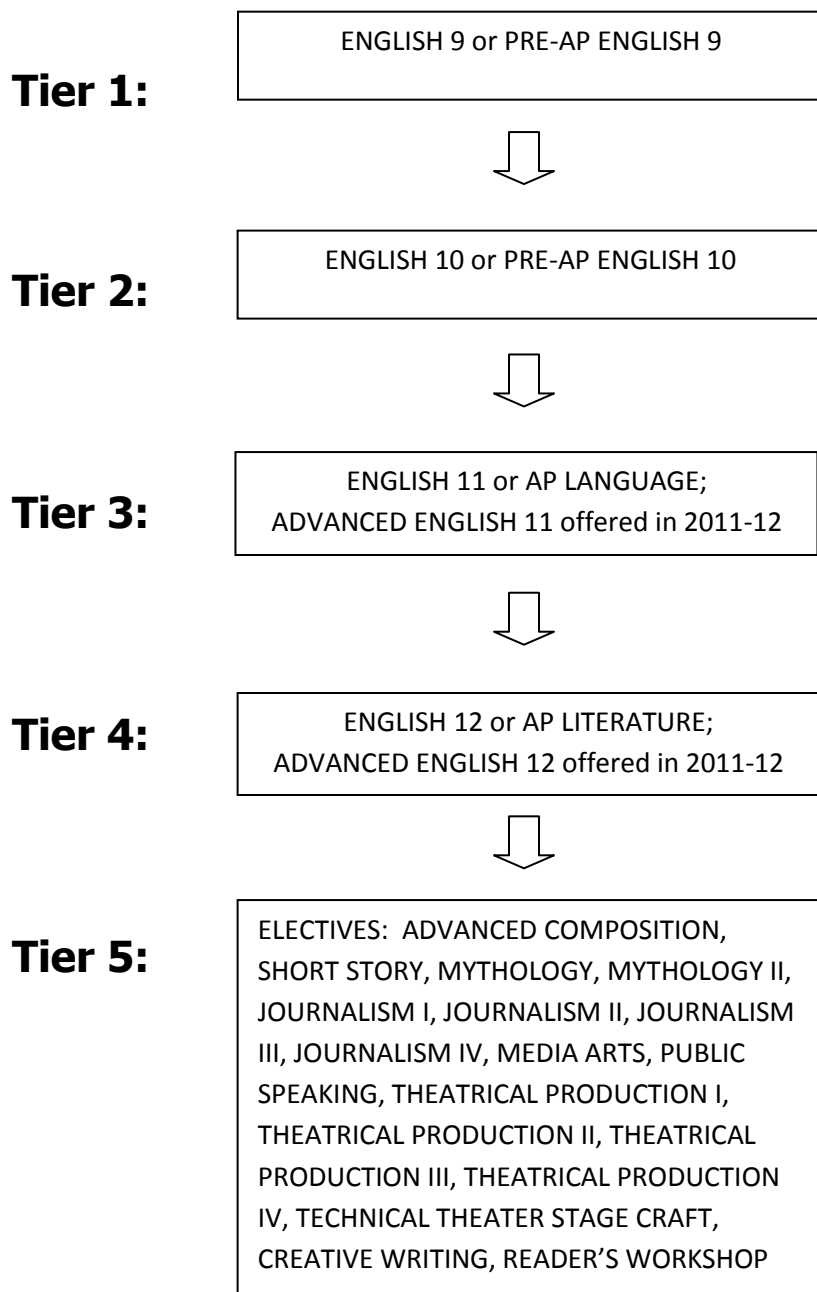 Tier 1:
ENGLISH 9 or PRE-AP ENGLISH 9
Tier 2:
ENGLISH 10 or PRE-AP ENGLISH 10
Tier 3:
ENGLISH 11 or AP LANGUAGE;
ADVANCED ENGLISH 11 offered in 2011-12
Tier 4:
ENGLISH 12 or AP LITERATURE;
ADVANCED ENGLISH 12 offered in 2011-12
Tier 5:
ELECTIVES:  ADVANCED COMPOSITION,
SHORT STORY, MYTHOLOGY, MYTHOLOGY II,
JOURNALISM I, JOURNALISM II, JOURNALISM
III, JOURNALISM IV, MEDIA ARTS, PUBLIC
SPEAKING, THEATRICAL PRODUCTION I,
THEATRICAL PRODUCTION II, THEATRICAL
PRODUCTION III, THEATRICAL PRODUCTION
IV, TECHNICAL THEATER STAGE CRAFT,
CREATIVE WRITING, READER’S WORKSHOP